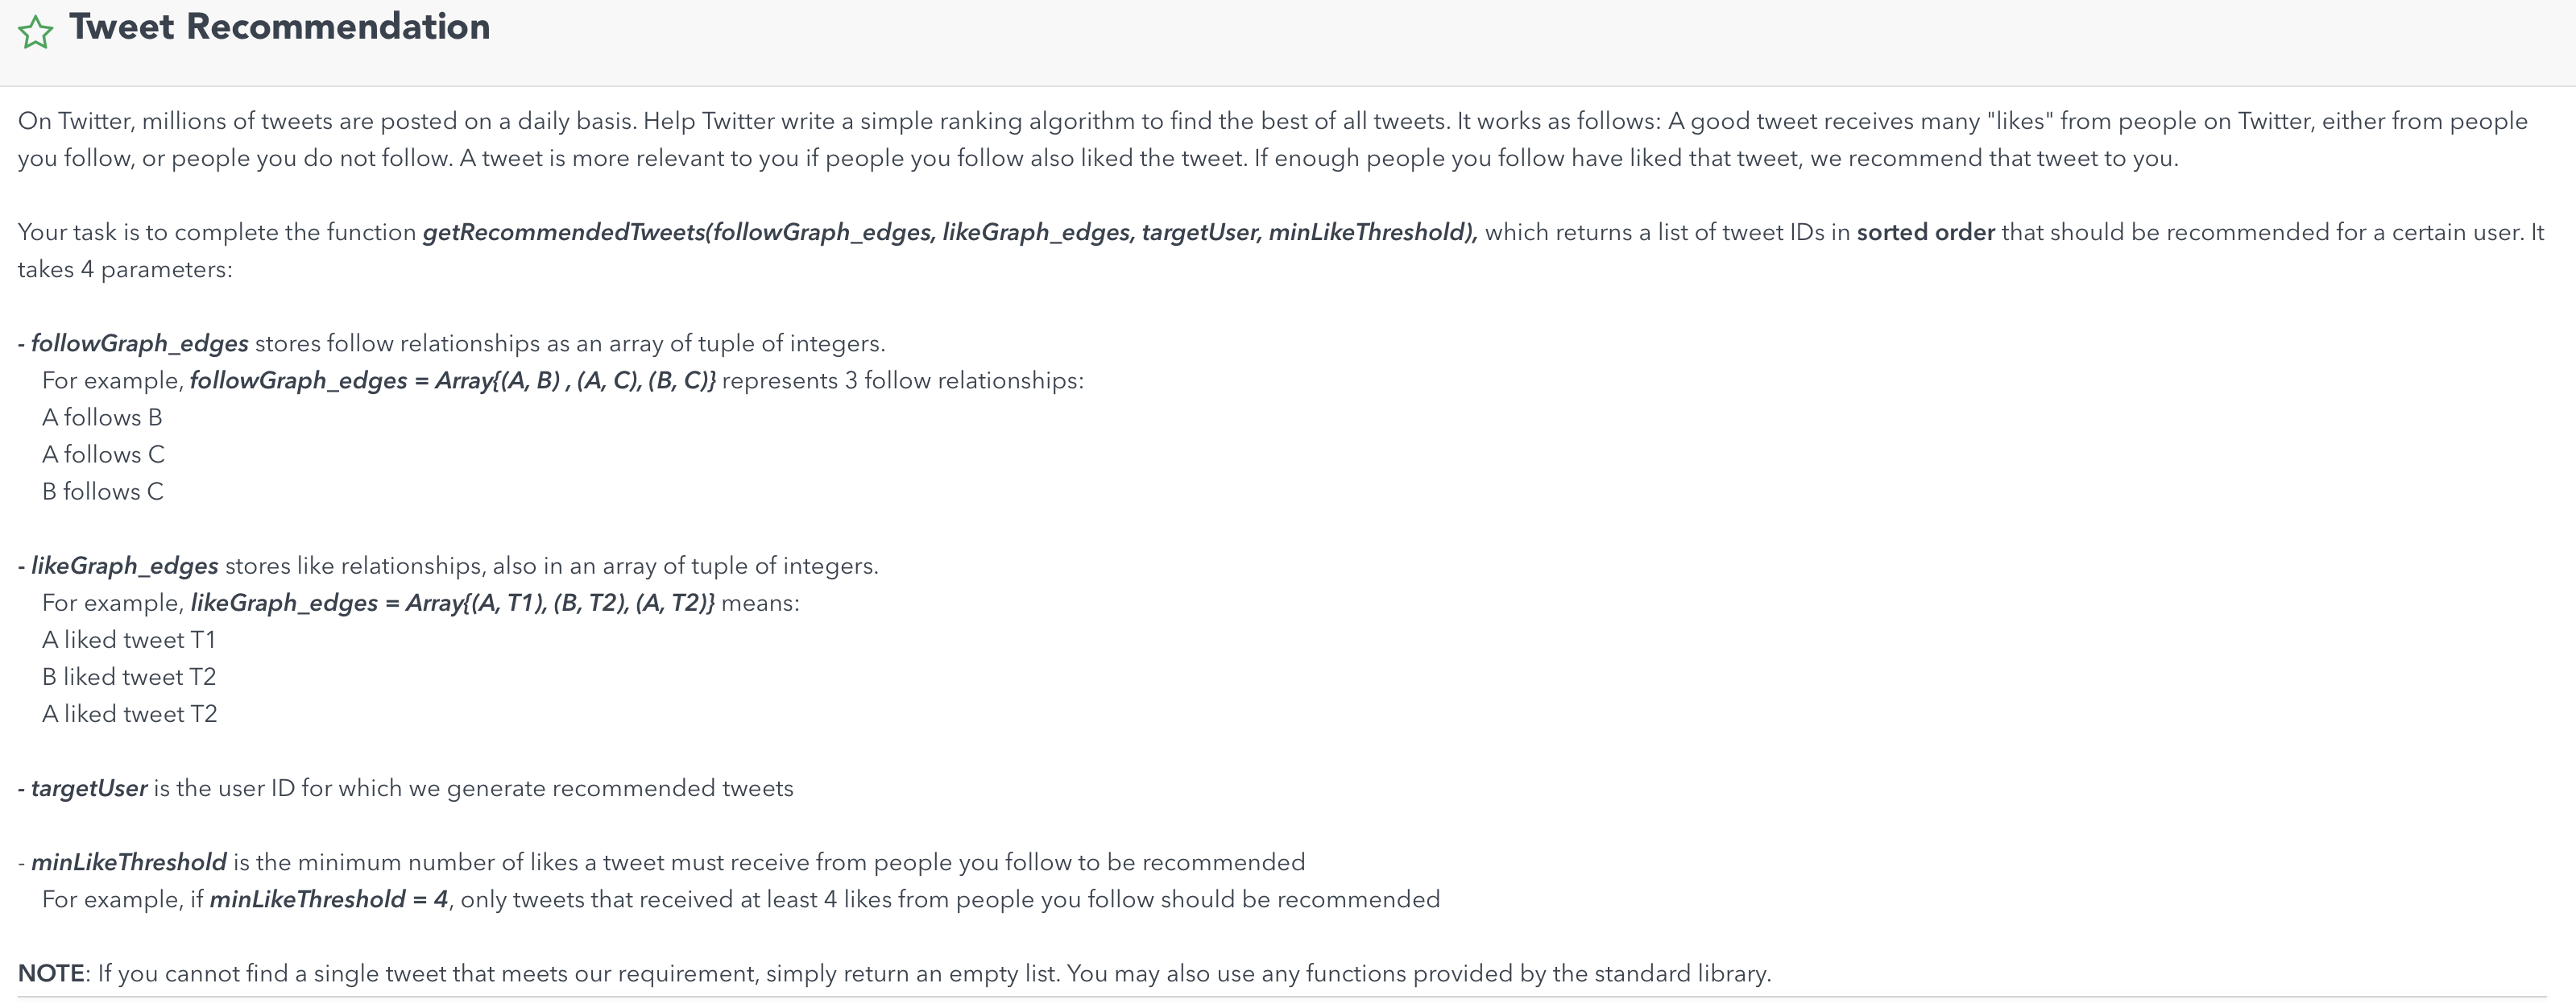 Tweet Recommendation
On Twitter, millions of tweets are posted on a daily basis. Help Twitter write a simple ranking algorithm to find the best of all tweets. It works as follows: A good tweet receives many "likes" from people on Twitter, either from people
you follow, or people you do not follow. A tweet is more relevant to you if people you follow also liked the tweet. If enough people you follow have liked that tweet, we recommend that tweet to you.
Your task is to complete the function getRecommendedTweets(followGraph_edges, likeGraph_edges, targetUser, minLikeThreshold), which returns a list of tweet IDs in sorted order that should be recommended for a certain user. It
takes 4 parameters:
- followGraph_edges stores follow relationships as an array of tuple of integers.
For example, followGraph_edges = Array{(A, B) , (A, C), (B, C)} represents 3 follow relationships:
A follows B
A follows C
B follows C
- likeGraph_edges stores like relationships, also in an array of tuple of integers.
For example, likeGraph_edges = Array{(A, T1), (B, T2), (A, T2)} means:
A liked tweet T1
B liked tweet T2
A liked tweet T2
- targetUser is the user ID for which we generate recommended tweets
- minLikeThreshold is the minimum number of likes a tweet must receive from people you follow to be recommended
For example, if minLikeThreshold = 4, only tweets that received at least 4 likes from people you follow should be recommended
NOTE: If you cannot find a single tweet that meets our requirement, simply return an empty list. You may also use any functions provided by the standard library.